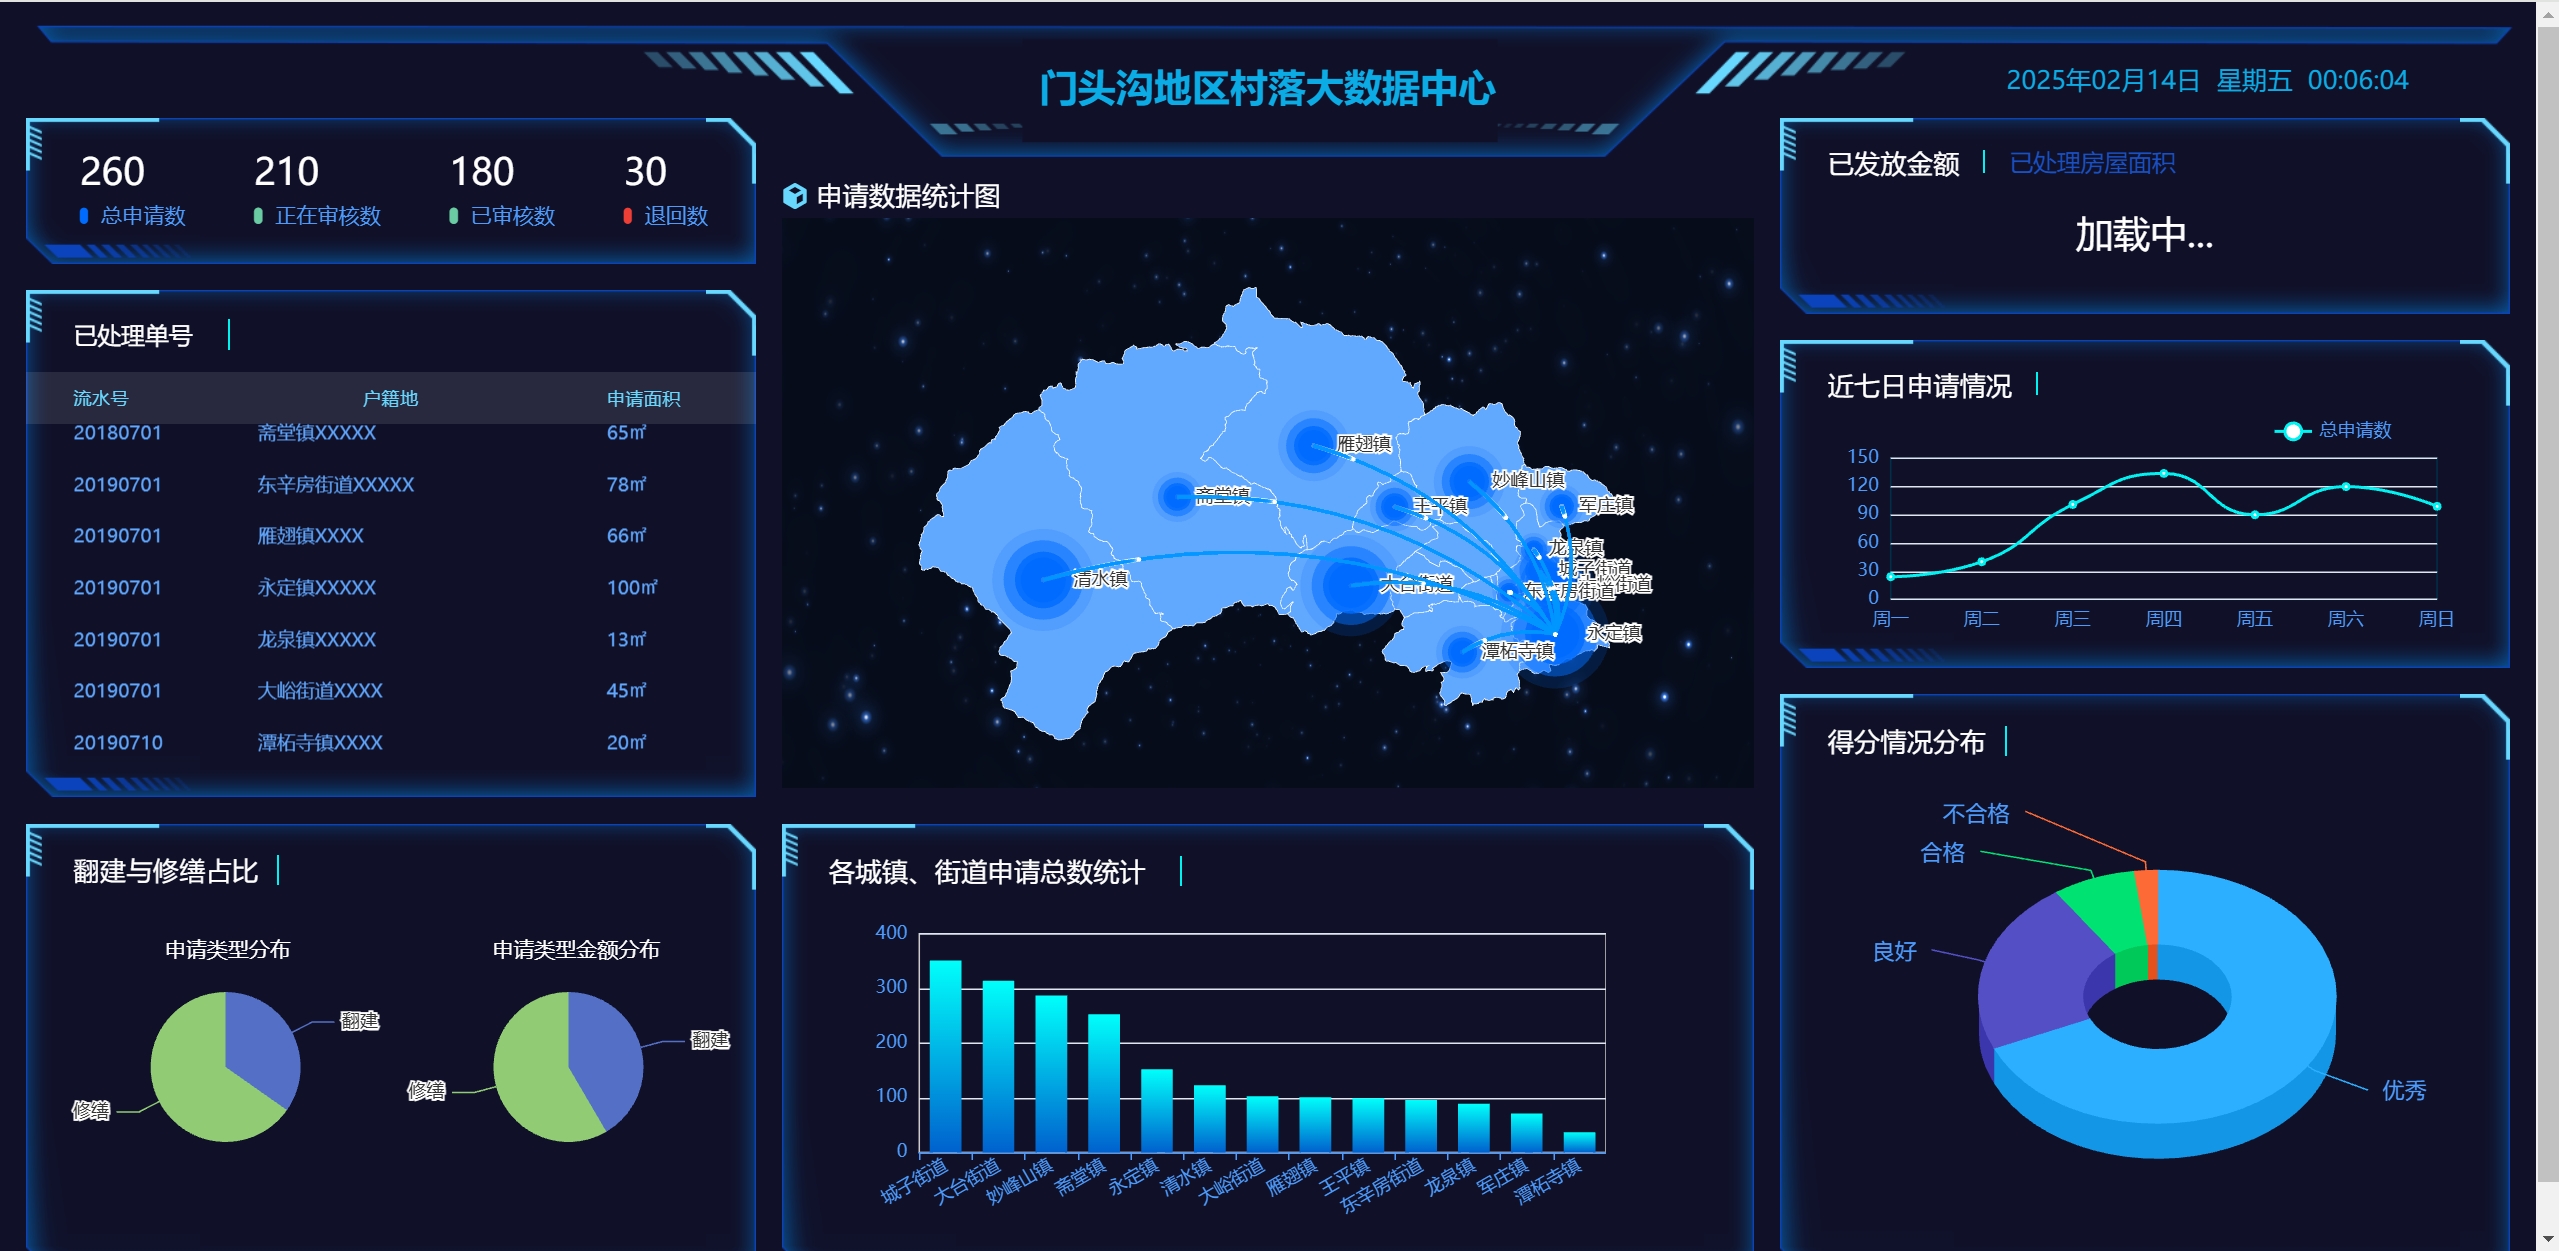 门头沟地区村落大数据中心
2025年02月14日 星期五 00:06:04
260 210 180 30
总申请数 正在审核数 已审核数 退回数
已处理单号
流水号 户籍地 申请面积
20180701 斋堂镇XXXXX 65㎡
20190701 东辛房街道XXXXX 78㎡
20190701 雁翅镇XXXX 66㎡
20190701 永定镇XXXXX 100㎡
20190701 龙泉镇XXXXX 13㎡
20190701 大峪街道XXXX 45㎡
20190710 潭柘寺镇XXXX 20㎡
翻建与修缮占比
申请类型分布 申请类型金额分布
翻建
修缮
翻建
修缮
申请数据统计图
雁翅镇
妙峰山镇
斋堂镇
王平镇
军庄镇
龙泉镇
城子街道
清水镇
大台街道
东辛房街道
街道
永定镇
潭柘寺镇
各城镇、街道申请总数统计
400
300
200
100
0
城子街道 大台街道 妙峰山镇 斋堂镇 永定镇 清水镇 大峪街道 雁翅镇 王平镇 东辛房街道 龙泉镇 军庄镇 潭柘寺镇
已发放金额 已处理房屋面积
加载中...
近七日申请情况
总申请数
150
120
90
60
30
0
周一 周二 周三 周四 周五 周六 周日
得分情况分布
不合格
合格
良好
优秀